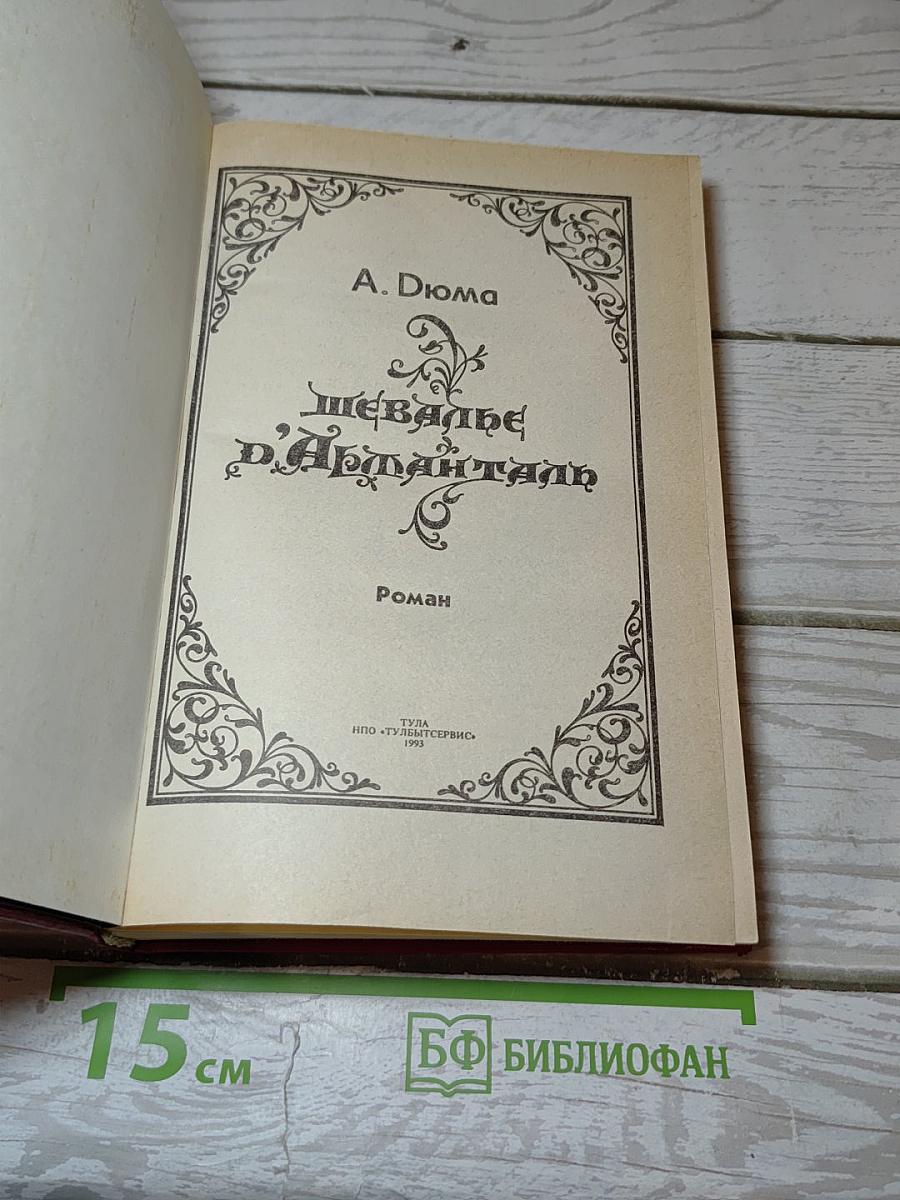 А. Дюма
Шевалье
д'Арманталь
Роман
ТУЛА
НПО «ТУЛБЫТСЕРВИС»
1993
15 см
БФ БИБЛИОФАН